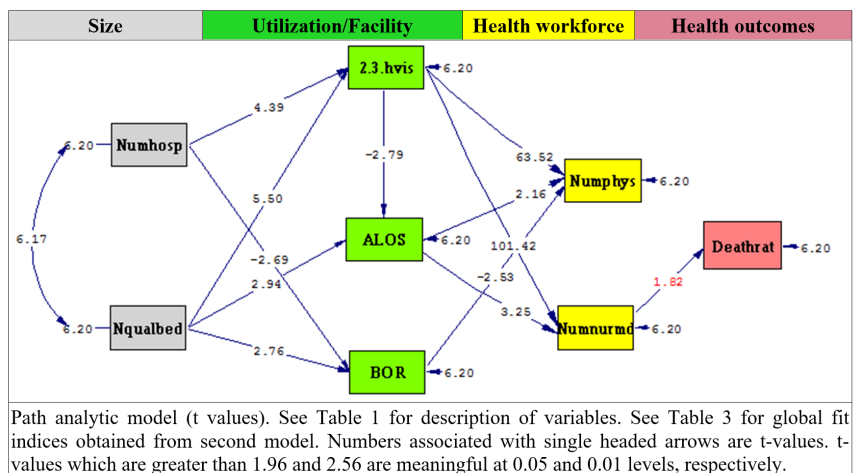 Size Utilization/Facility Health workforce Health outcomes
2.3.hvis 6.20
4.39
6.20 Numhosp
-2.79
63.52
Numphys 6.20
5.50
2.16
6.17
ALOS 6.20
Deathrat 6.20
101.42
-2.69
2.94
-2.53
1.82
3.25
6.20 Nqualbed
Numnurmd 6.20
2.76
BOR 6.20
Path analytic model (t values). See Table 1 for description of variables. See Table 3 for global fit
indices obtained from second model. Numbers associated with single headed arrows are t-values. t-
values which are greater than 1.96 and 2.56 are meaningful at 0.05 and 0.01 levels, respectively.